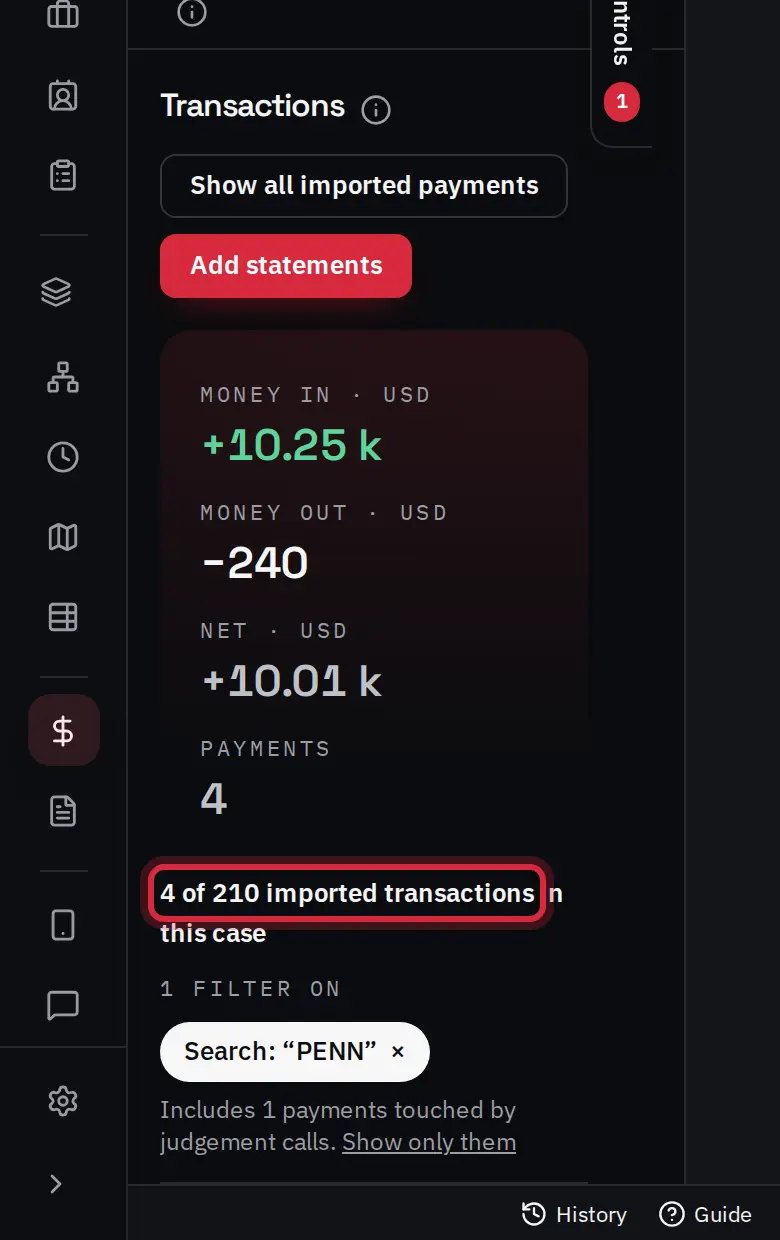 ntrols
1
Transactions
Show all imported payments
Add statements
MONEY IN · USD
+10.25 k
MONEY OUT · USD
−240
NET · USD
+10.01 k
PAYMENTS
4
4 of 210 imported transactions n
this case
1 FILTER ON
Search: “PENN” ×
Includes 1 payments touched by
judgement calls. Show only them
History
Guide